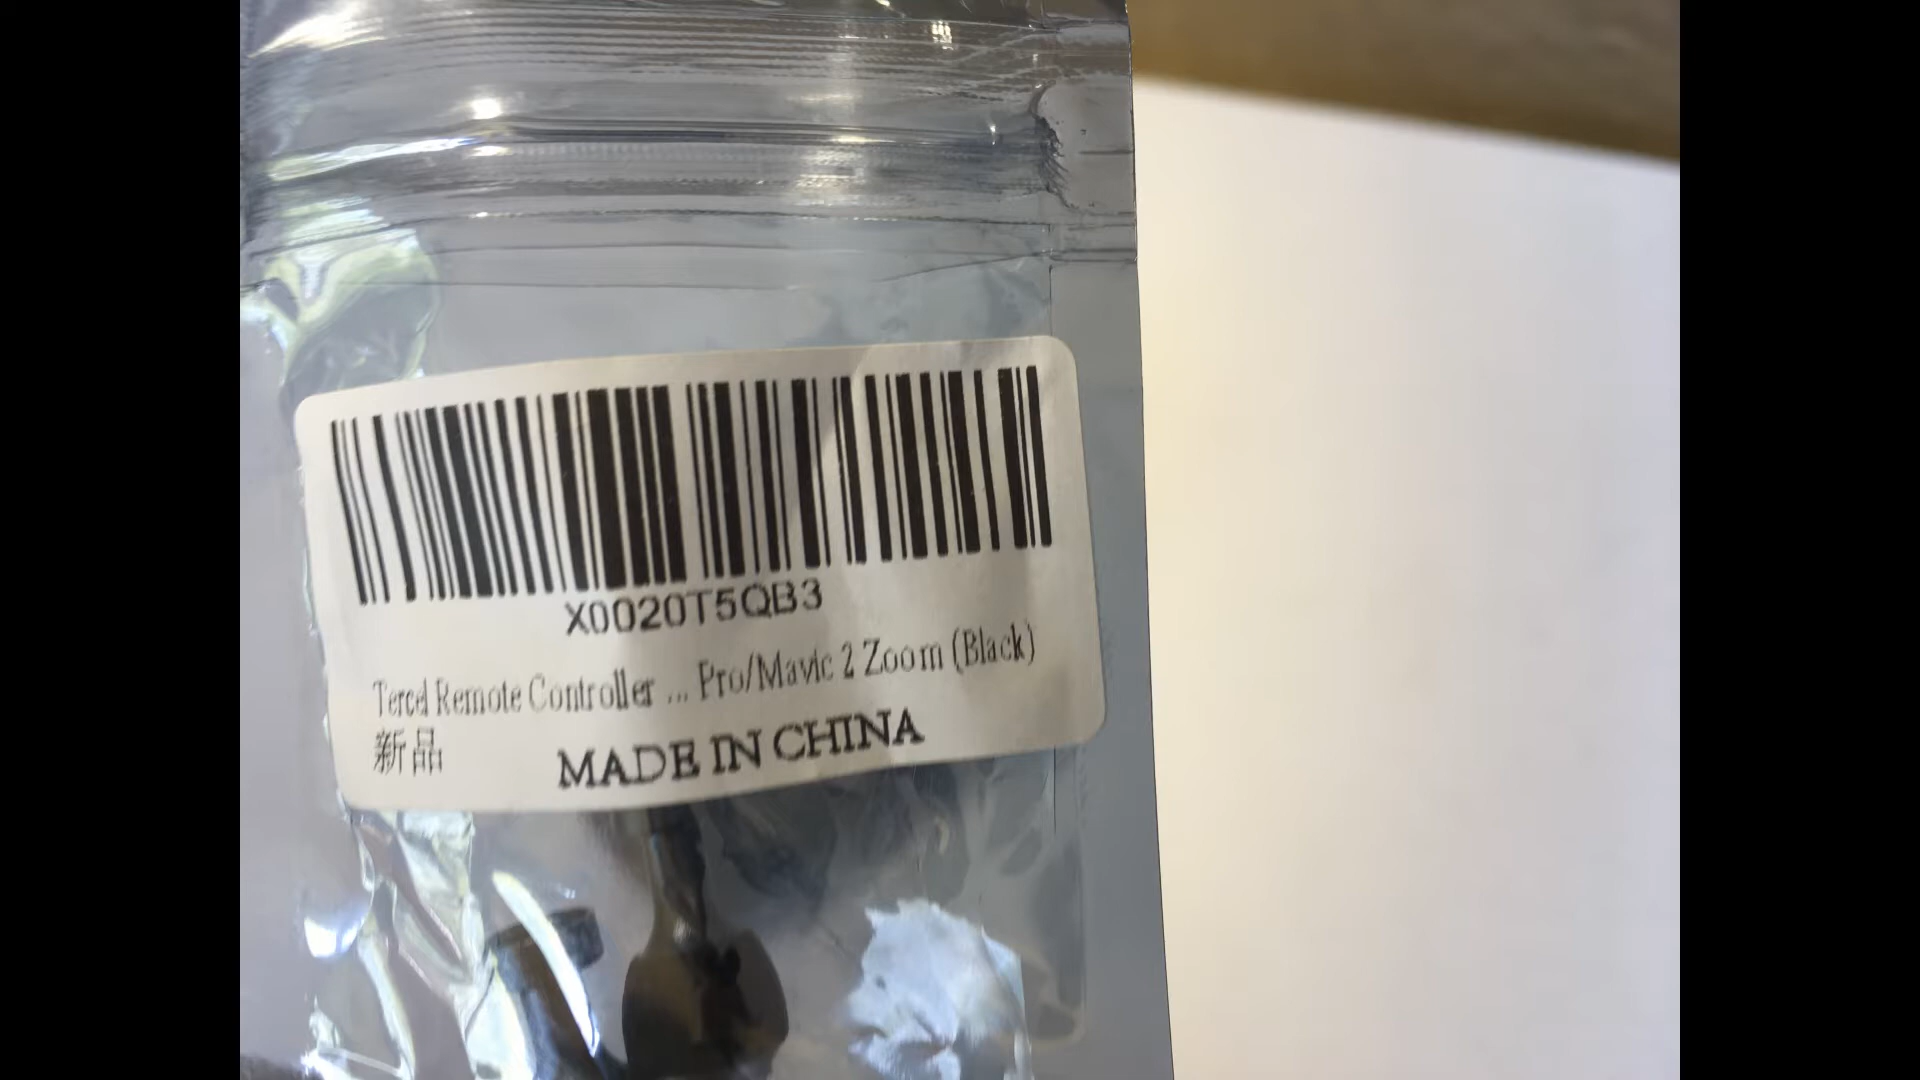 X0020T5QB3
Tercel Remote Controller ... Pro/Mavic 2 Zoom (Black)
新品
MADE IN CHINA